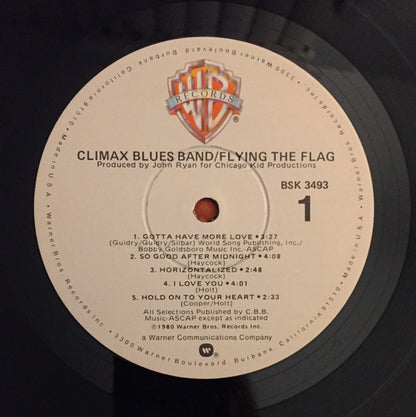 WB
RECORDS
CLIMAX BLUES BAND/FLYING THE FLAG
Produced by John Ryan for Chicago Kid Productions
BSK 3493
1
1. GOTTA HAVE MORE LOVE • 3:27
(Guidry/Guidry/Silbar) World Song Publishing, Inc./
Bobby Goldsboro Music Inc.-ASCAP
2. SO GOOD AFTER MIDNIGHT • 4:08
(Haycock)
3. HORIZONTALIZED • 2:48
(Haycock)
4. I LOVE YOU • 4:01
(Holt)
5. HOLD ON TO YOUR HEART • 2:33
(Cooper/Holt)
All Selections Published by C.B.B.
Music-ASCAP except as indicated
℗1980 Warner Bros. Records Inc.
a Warner Communications Company
W
• Made in U.S.A. • Warner Bros. Records Inc. • 3300 Warner Boulevard, Burbank, California 91510 • Made in U.S.A. • Warner Bros. Records Inc. • 3300 Warner Boulevard, Burbank, California 91510